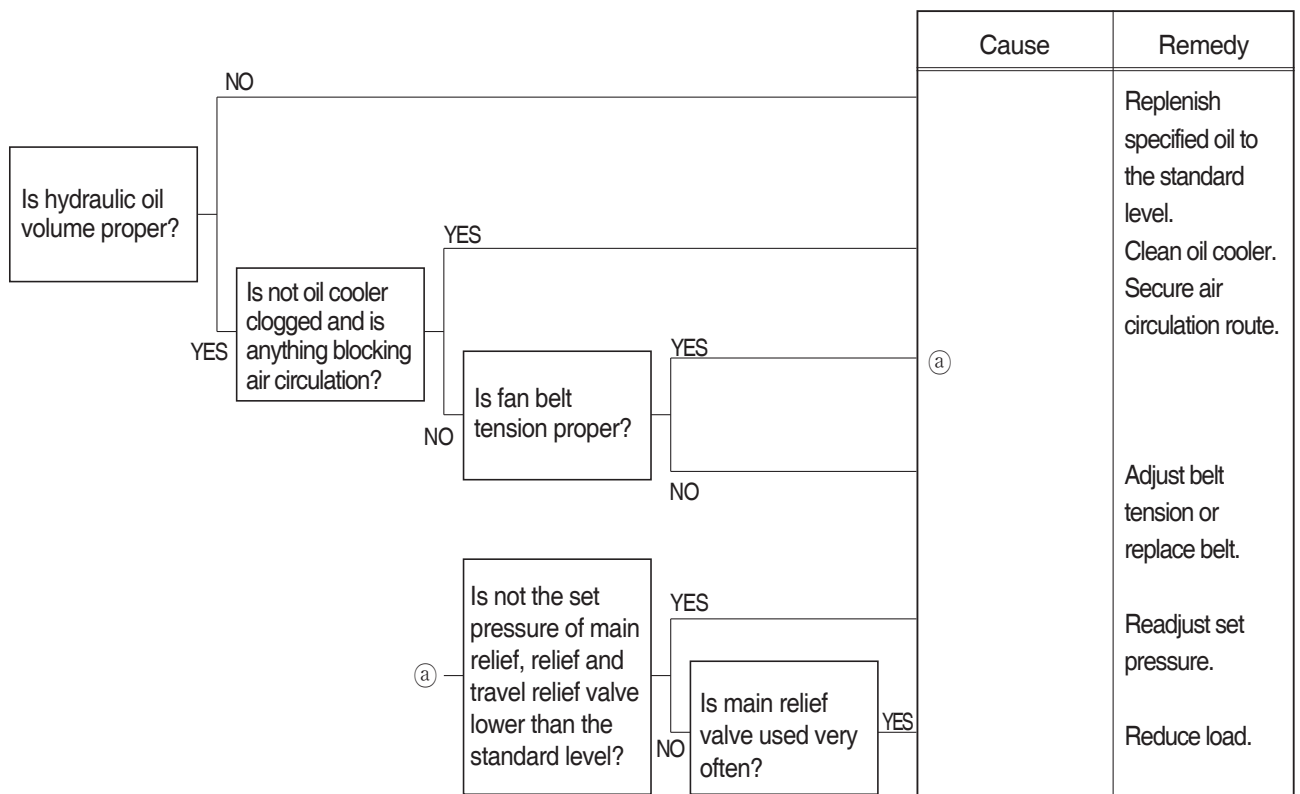 Cause
Remedy
NO
Replenish
specified oil to
the standard
level.
Is hydraulic oil
volume proper?
YES
Clean oil cooler.
Secure air
circulation route.
Is not oil cooler
clogged and is
anything blocking
air circulation?
YES
YES
ⓐ
Is fan belt
tension proper?
NO
NO
Adjust belt
tension or
replace belt.
ⓐ
Is not the set
pressure of main
relief, relief and
travel relief valve
lower than the
standard level?
YES
Readjust set
pressure.
NO
Is main relief
valve used very
often?
YES
Reduce load.